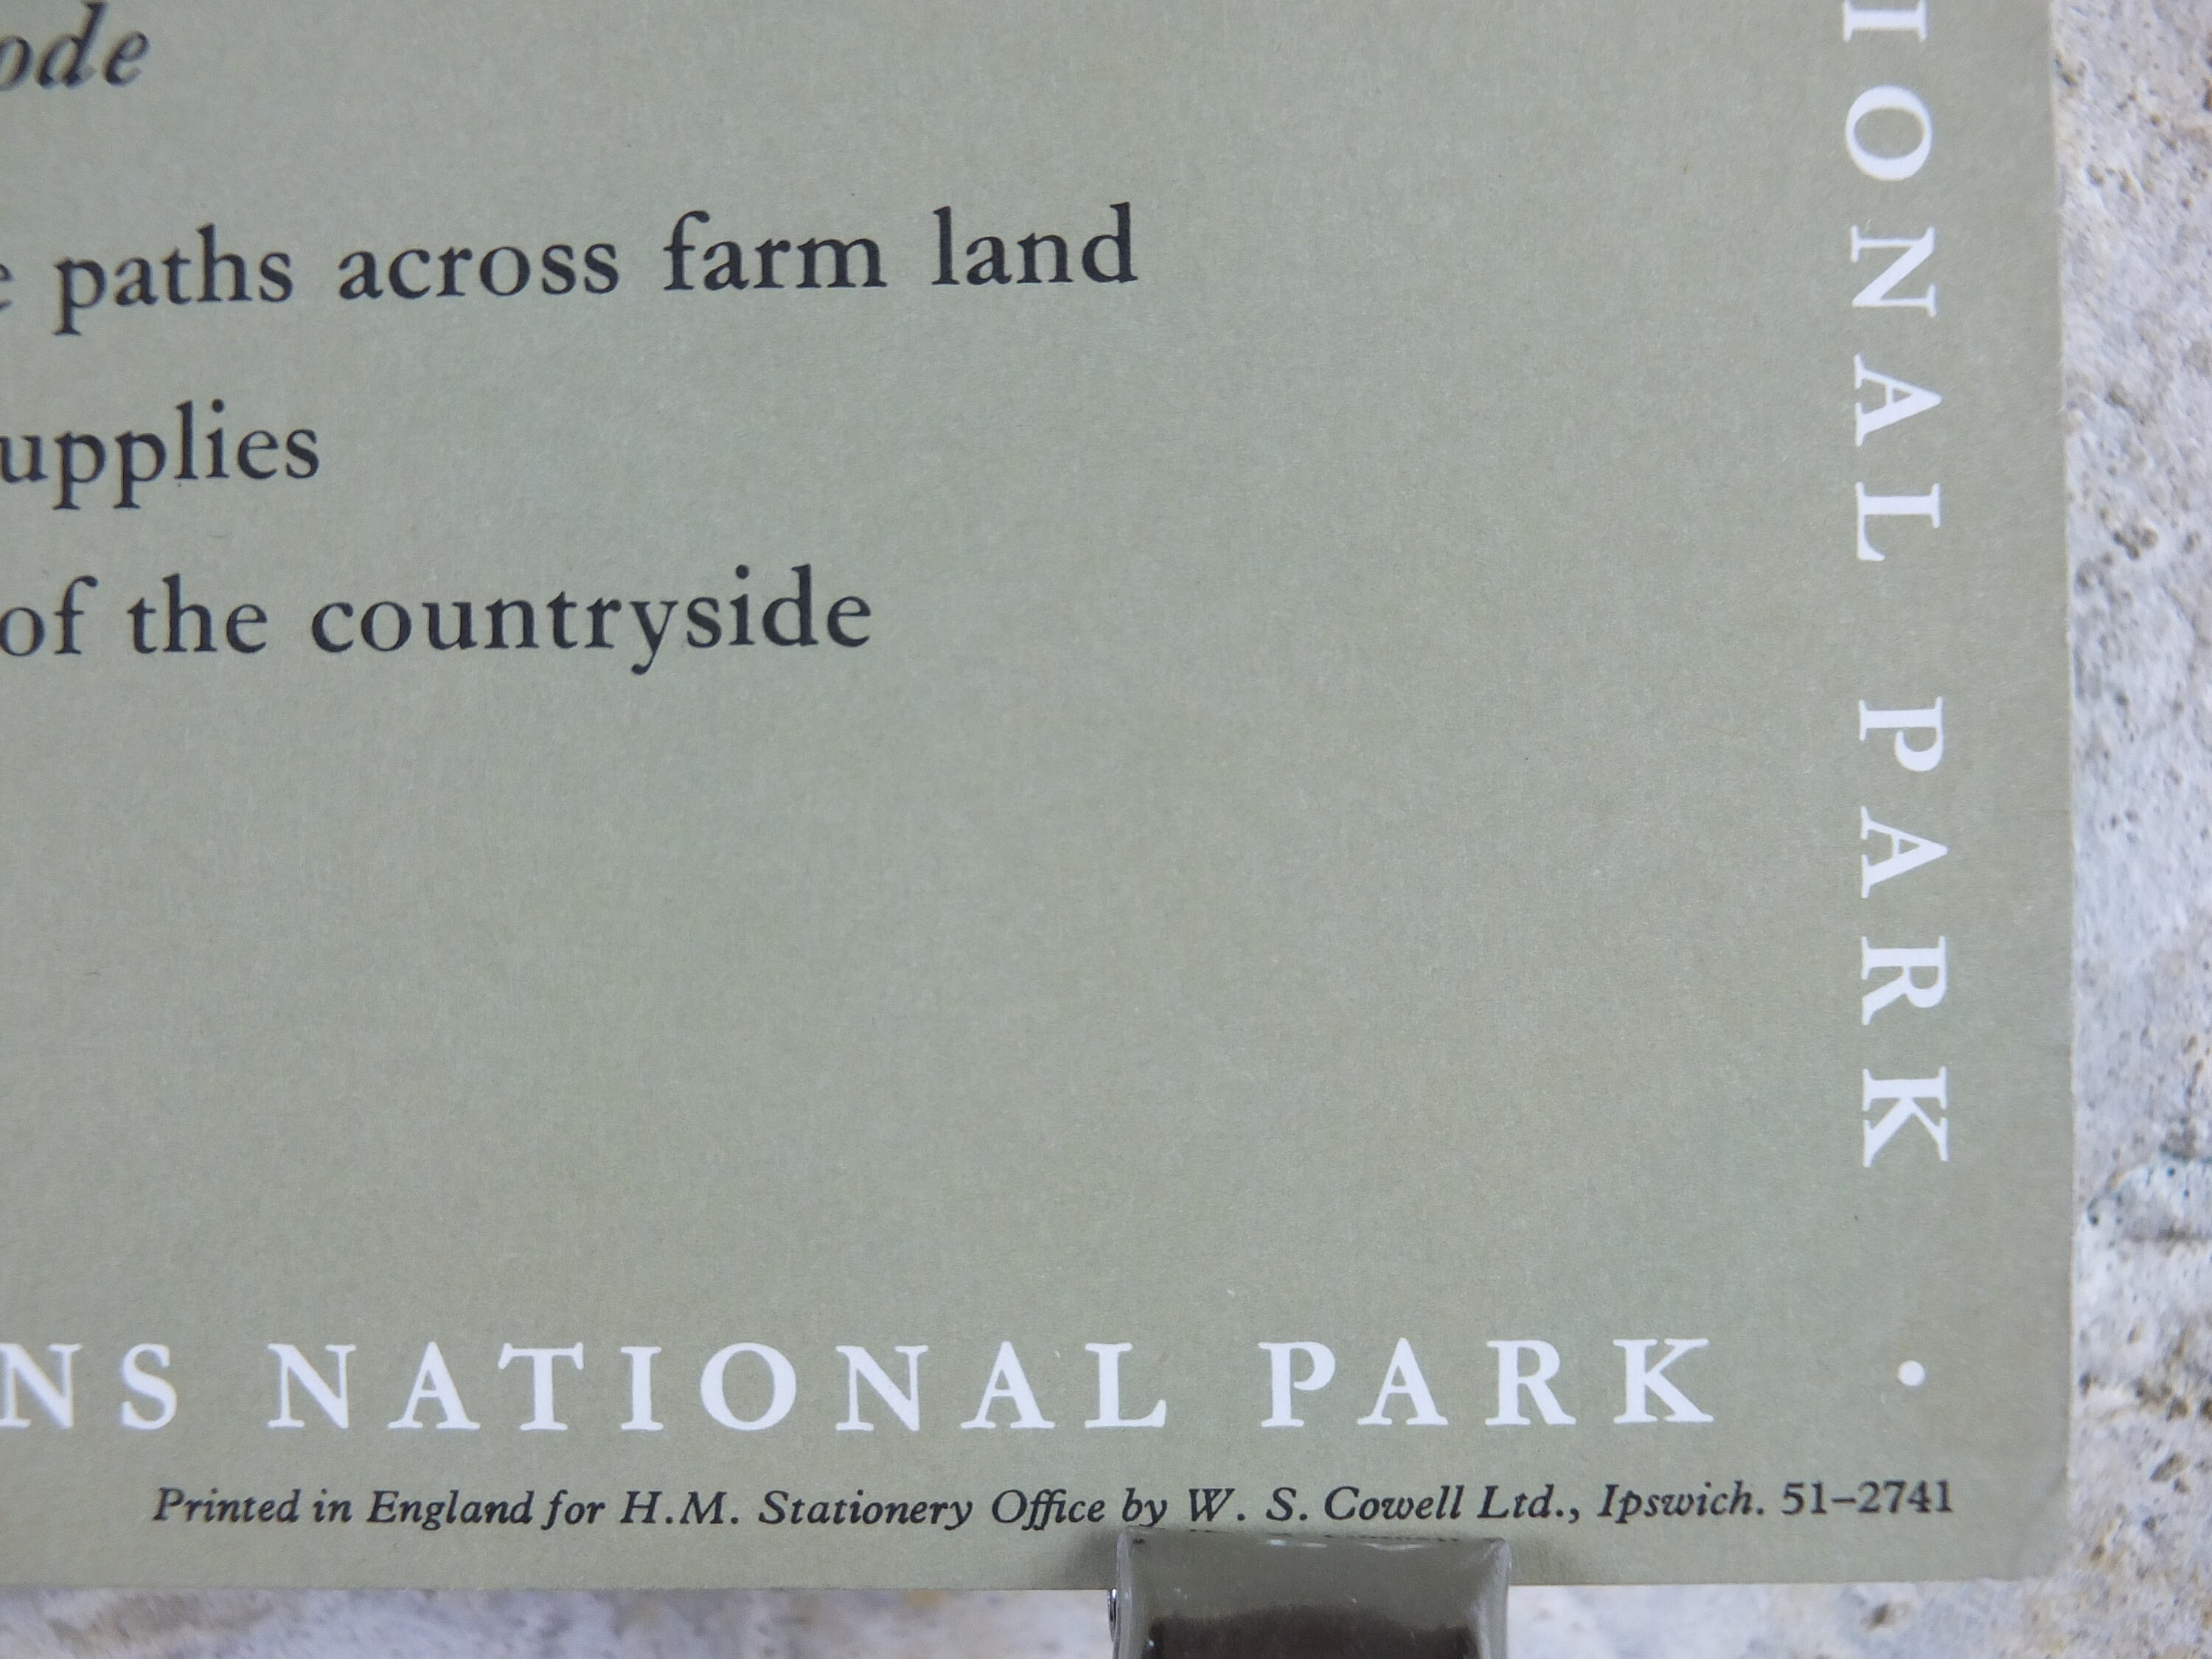 ode
e paths across farm land
upplies
of the countryside
IONAL PARK
NS NATIONAL PARK •
Printed in England for H.M. Stationery Office by W. S. Cowell Ltd., Ipswich. 51–2741